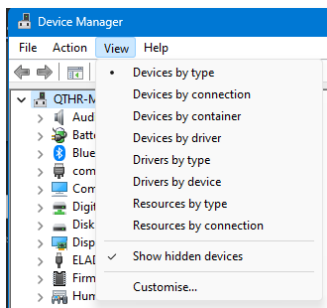 Device Manager
File Action View Help
Devices by type
Devices by connection
Devices by container
Devices by driver
Drivers by type
Drivers by device
Resources by type
Resources by connection
Show hidden devices
Customise...
QTHR-M
Aud
Batt
Blue
com
Com
Digit
Disk
Disp
ELA
Firm
Hum